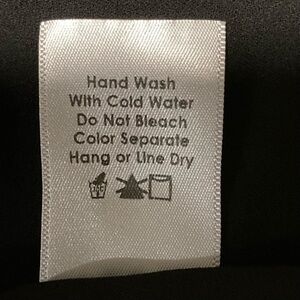 Hand Wash
With Cold Water
Do Not Bleach
Color Separate
Hang or Line Dry